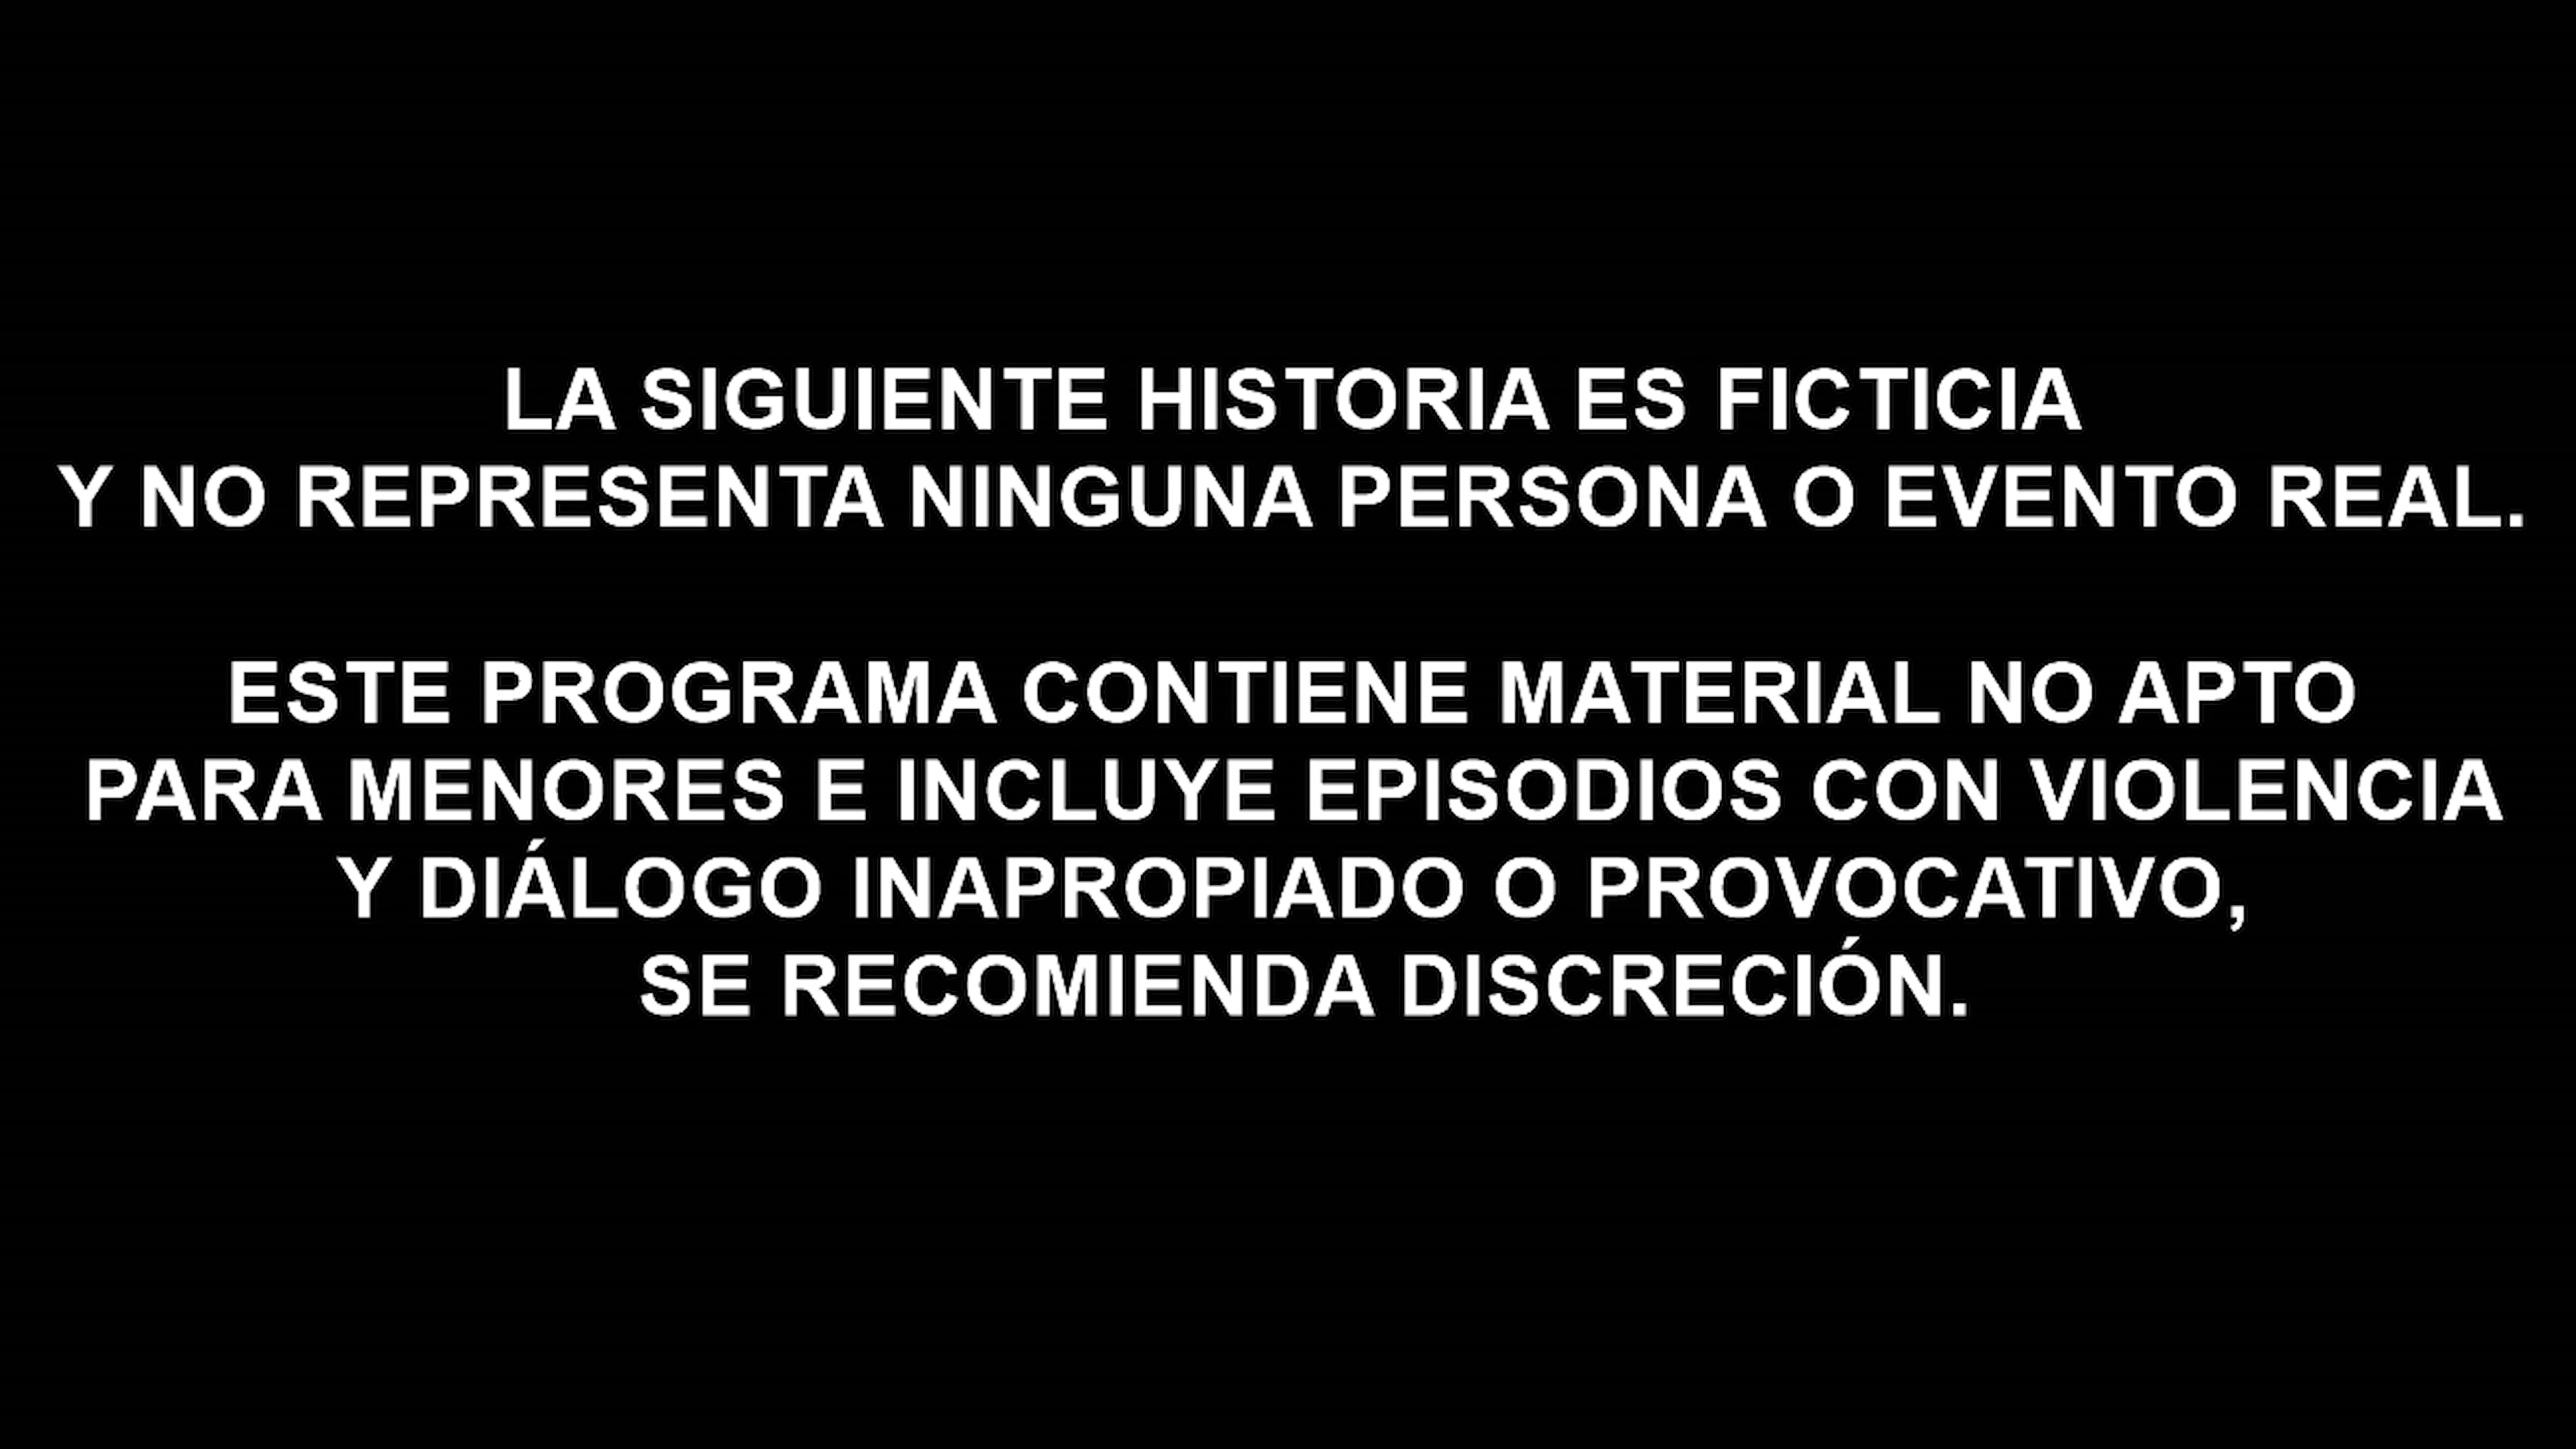 LA SIGUIENTE HISTORIA ES FICTICIA
Y NO REPRESENTA NINGUNA PERSONA O EVENTO REAL.
ESTE PROGRAMA CONTIENE MATERIAL NO APTO
PARA MENORES E INCLUYE EPISODIOS CON VIOLENCIA
Y DIÁLOGO INAPROPIADO O PROVOCATIVO,
SE RECOMIENDA DISCRECIÓN.